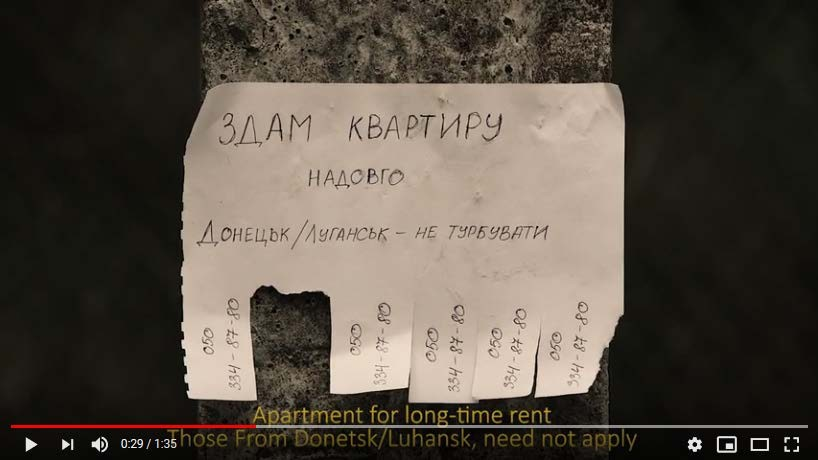 ЗДАМ КВАРТИРУ
НАДОВГО
ДОНЕЦЬК/ЛУГАНСЬК - НЕ ТУРБУВАТИ
050
334-87-80
050
334-87-80
050
334-87-80
050
334-87-80
050
334-87-80
Apartment for long-time rent
Those From Donetsk/Luhansk, need not apply
0:29 / 1:35